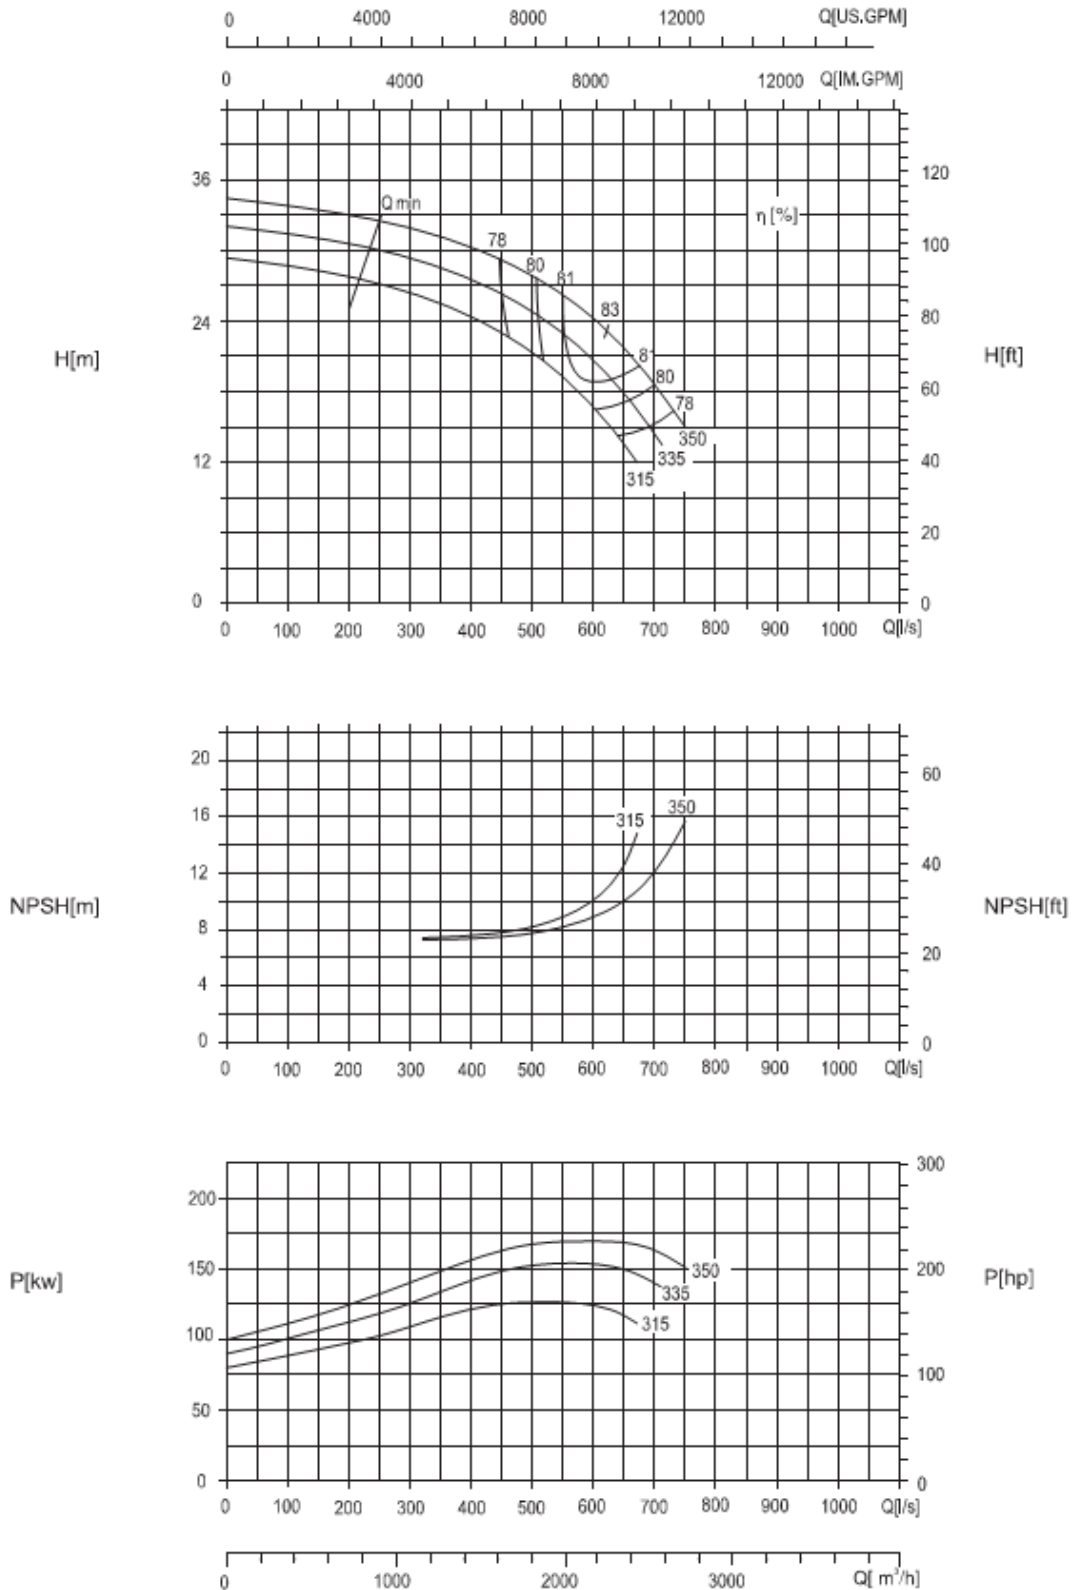 0 4000 8000 12000 Q[US.GPM]
0 4000 8000 12000 Q[IM.GPM]
36 Q min η [%] 120
78 100
80
81
24 83 80
H[m] 81 H[ft]
80 60
78
350
335
12 315 40
20
0 0
0 100 200 300 400 500 600 700 800 900 1000 Q[l/s]
20 60
16 315 350
12 40
NPSH[m] 8 NPSH[ft]
20
4
0 0
0 100 200 300 400 500 600 700 800 900 1000 Q[l/s]
300
200
P[kw] 150 350 200 P[hp]
335
100 315
100
50
0 0
0 100 200 300 400 500 600 700 800 900 1000 Q[l/s]
0 1000 2000 3000 Q[ m³/h]